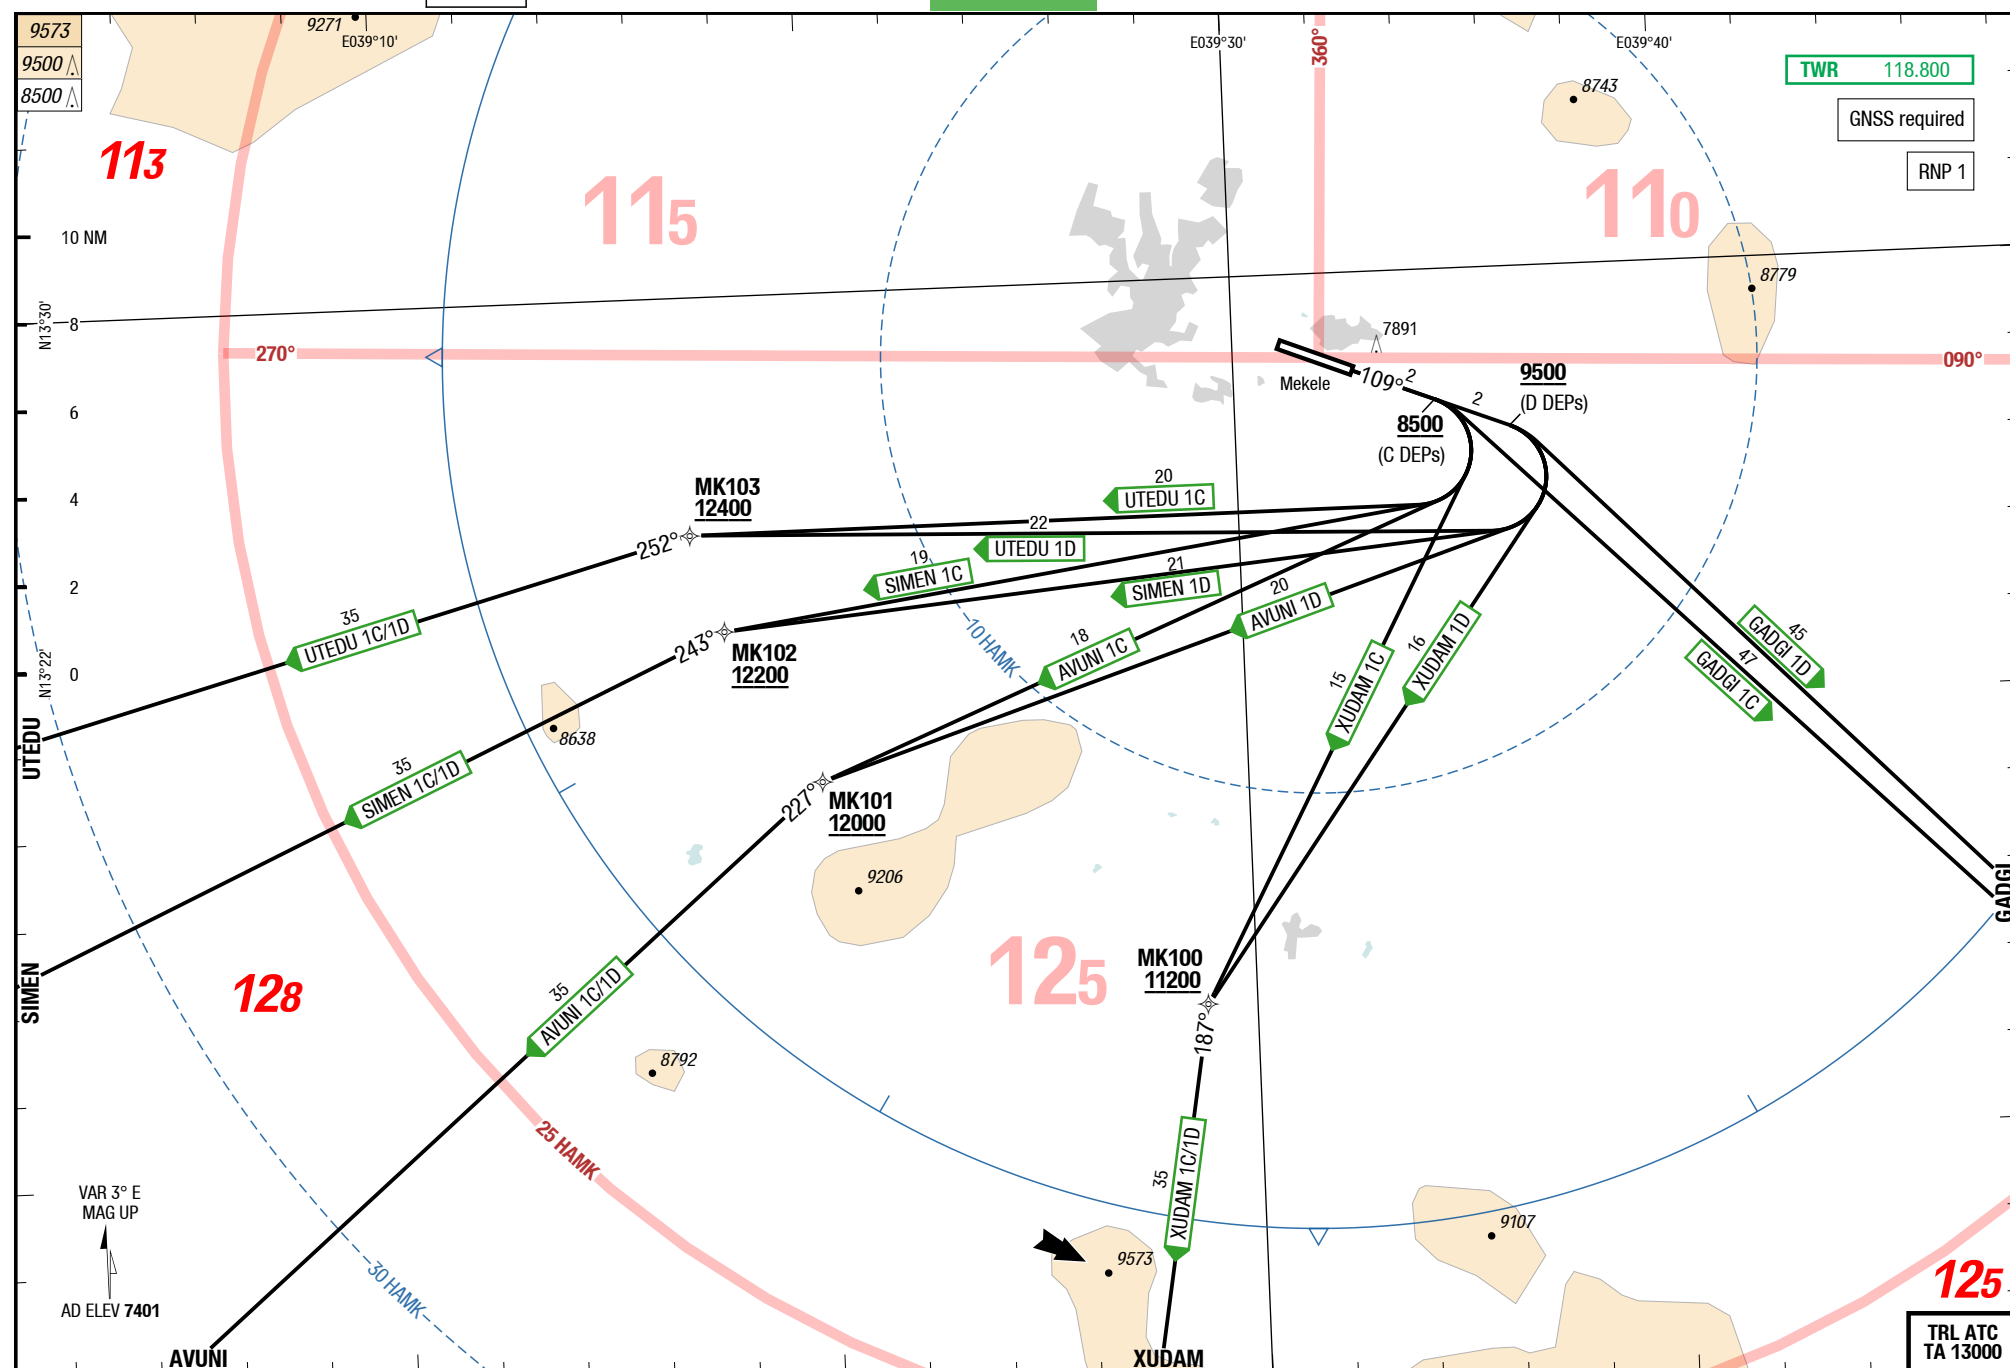 9573
9500
8500
9271
E039°10'
E039°30'
360°
E039°40'
TWR 118.800
GNSS required
RNP 1
8743
113
115
110
10 NM
8779
N13°30'
8
270°
090°
7891
Mekele
109°
2
2
9500
(D DEPs)
8500
(C DEPs)
6
4
2
0
N13°22'
MK103
12400
252°
20
UTEDU 1C
22
UTEDU 1D
19
SIMEN 1C
21
SIMEN 1D
20
AVUNI 1D
18
AVUNI 1C
10 HAMK
15
XUDAM 1C
16
XUDAM 1D
45
GADGI 1D
47
GADGI 1C
GADGI
35
UTEDU 1C/1D
UTEDU
243°
MK102
12200
8638
35
SIMEN 1C/1D
SIMEN
227°
MK101
12000
9206
125
MK100
11200
187°
128
35
AVUNI 1C/1D
8792
25 HAMK
35
XUDAM 1C/1D
9573
9107
VAR 3° E
MAG UP
AD ELEV 7401
30 HAMK
AVUNI
XUDAM
125
TRL ATC
TA 13000